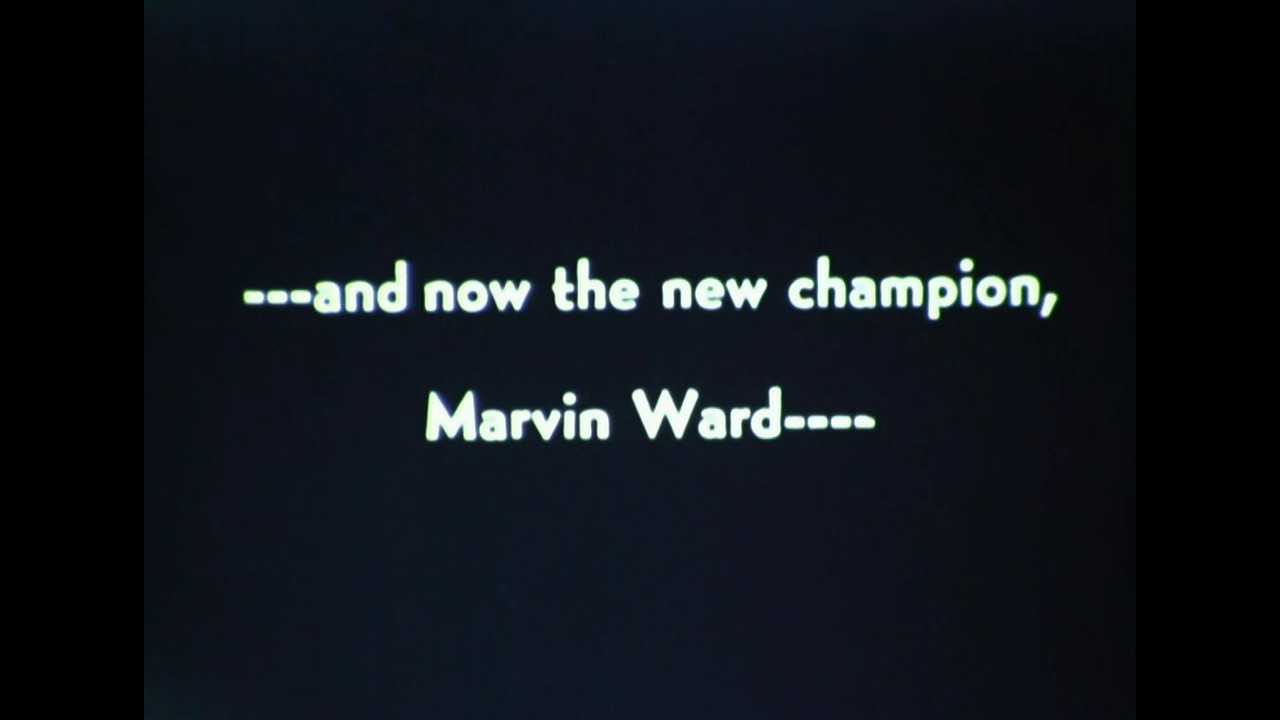 ---and now the new champion,
Marvin Ward----